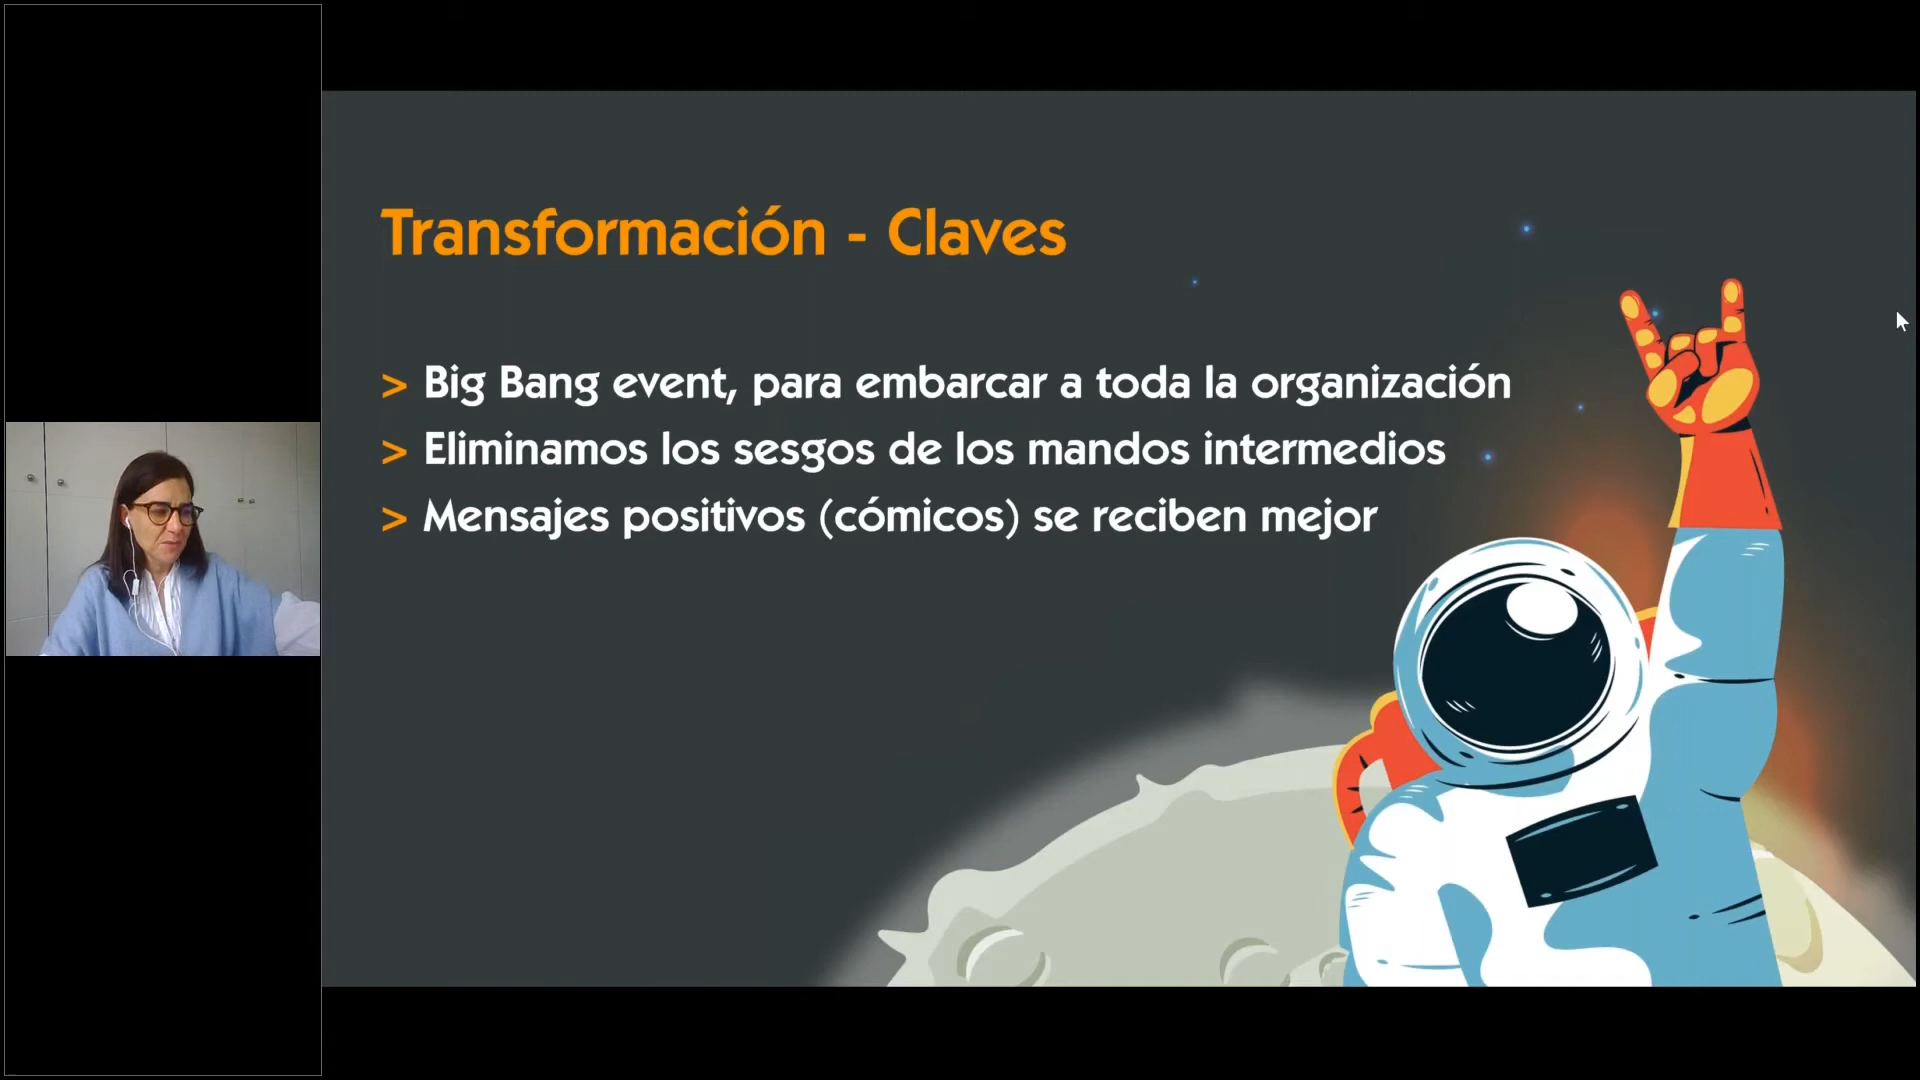 Transformación - Claves
> Big Bang event, para embarcar a toda la organización
> Eliminamos los sesgos de los mandos intermedios
> Mensajes positivos (cómicos) se reciben mejor